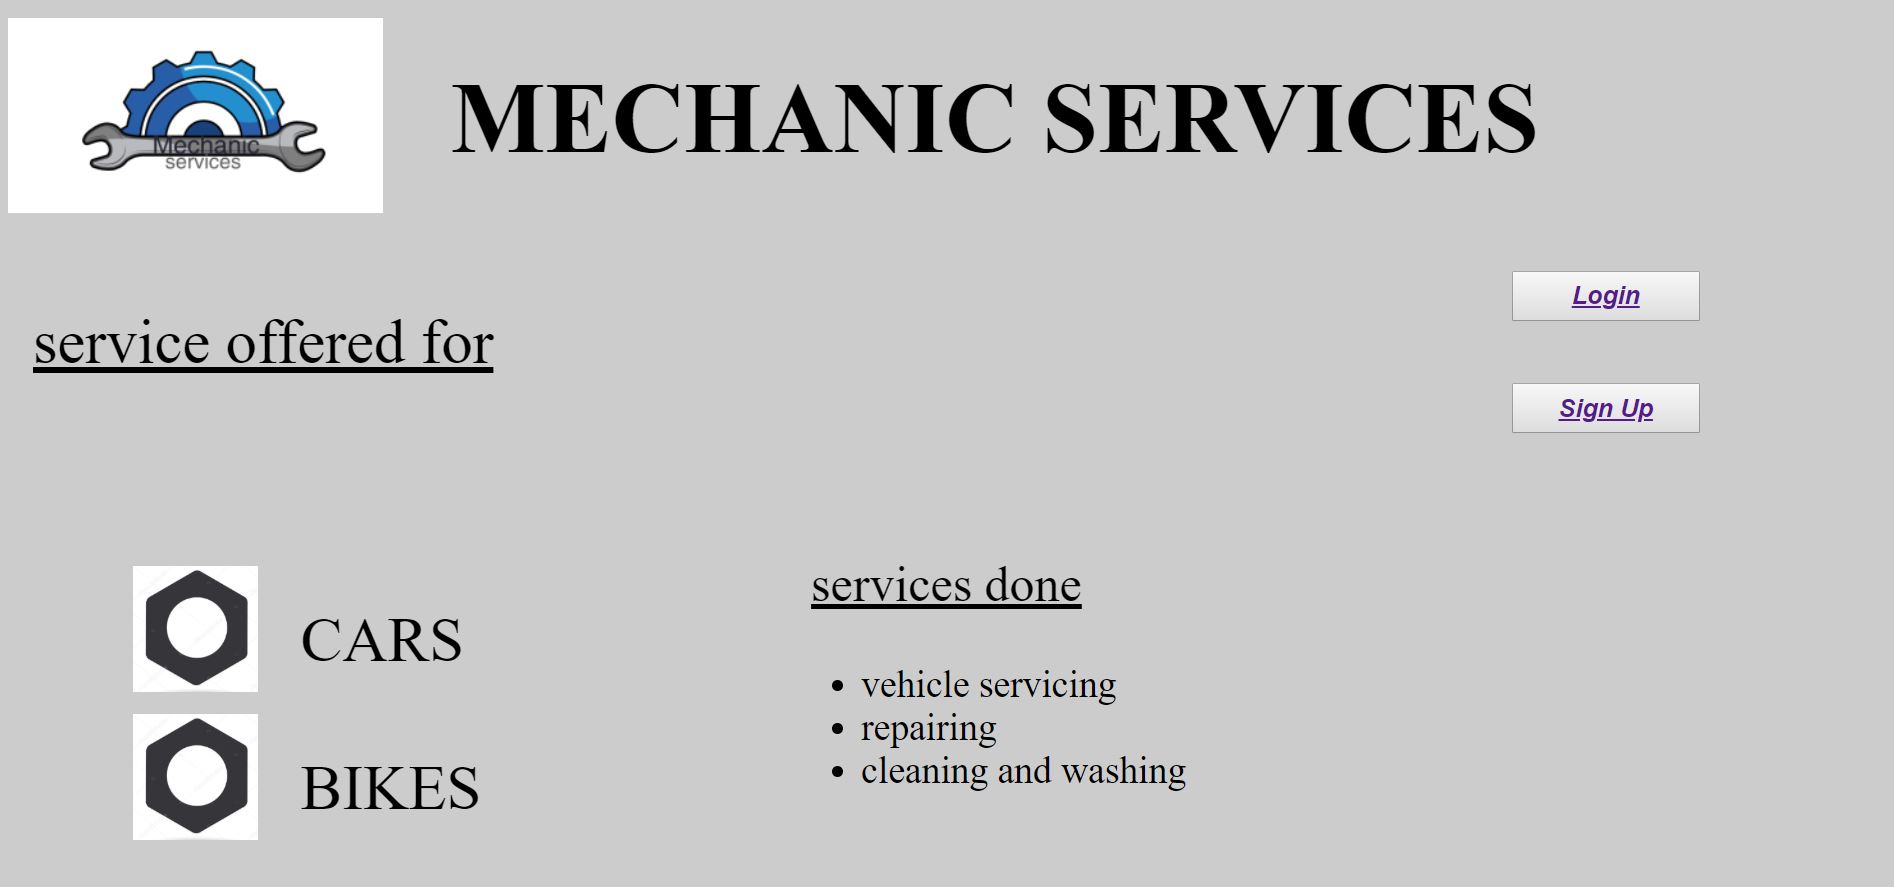 Mechanic
services
MECHANIC SERVICES
Login
service offered for
Sign Up
services done
CARS
• vehicle servicing
• repairing
• cleaning and washing
BIKES